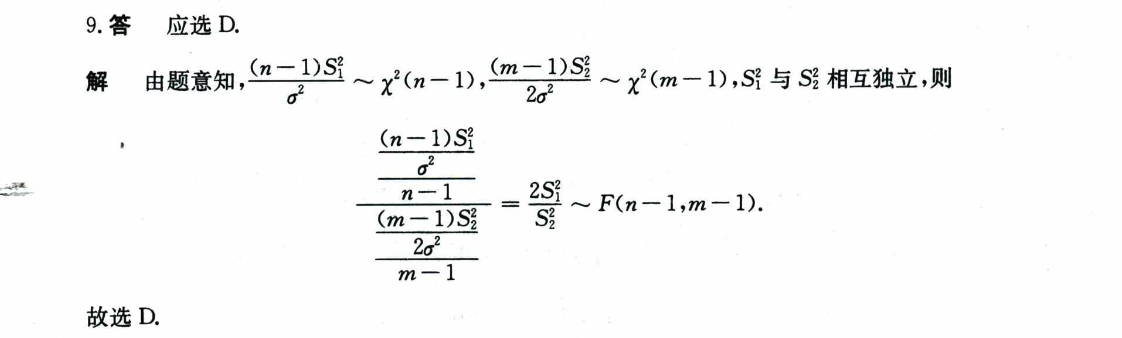 9. 答 应选 D.
解 由题意知, $\frac{(n-1)S_1^2}{\sigma^2} \sim \chi^2(n-1), \frac{(m-1)S_2^2}{2\sigma^2} \sim \chi^2(m-1), S_1^2$ 与 $S_2^2$ 相互独立,则
$\frac{\frac{\frac{(n-1)S_1^2}{\sigma^2}}{n-1}}{\frac{\frac{(m-1)S_2^2}{2\sigma^2}}{m-1}} = \frac{2S_1^2}{S_2^2} \sim F(n-1,m-1).$
故选 D.